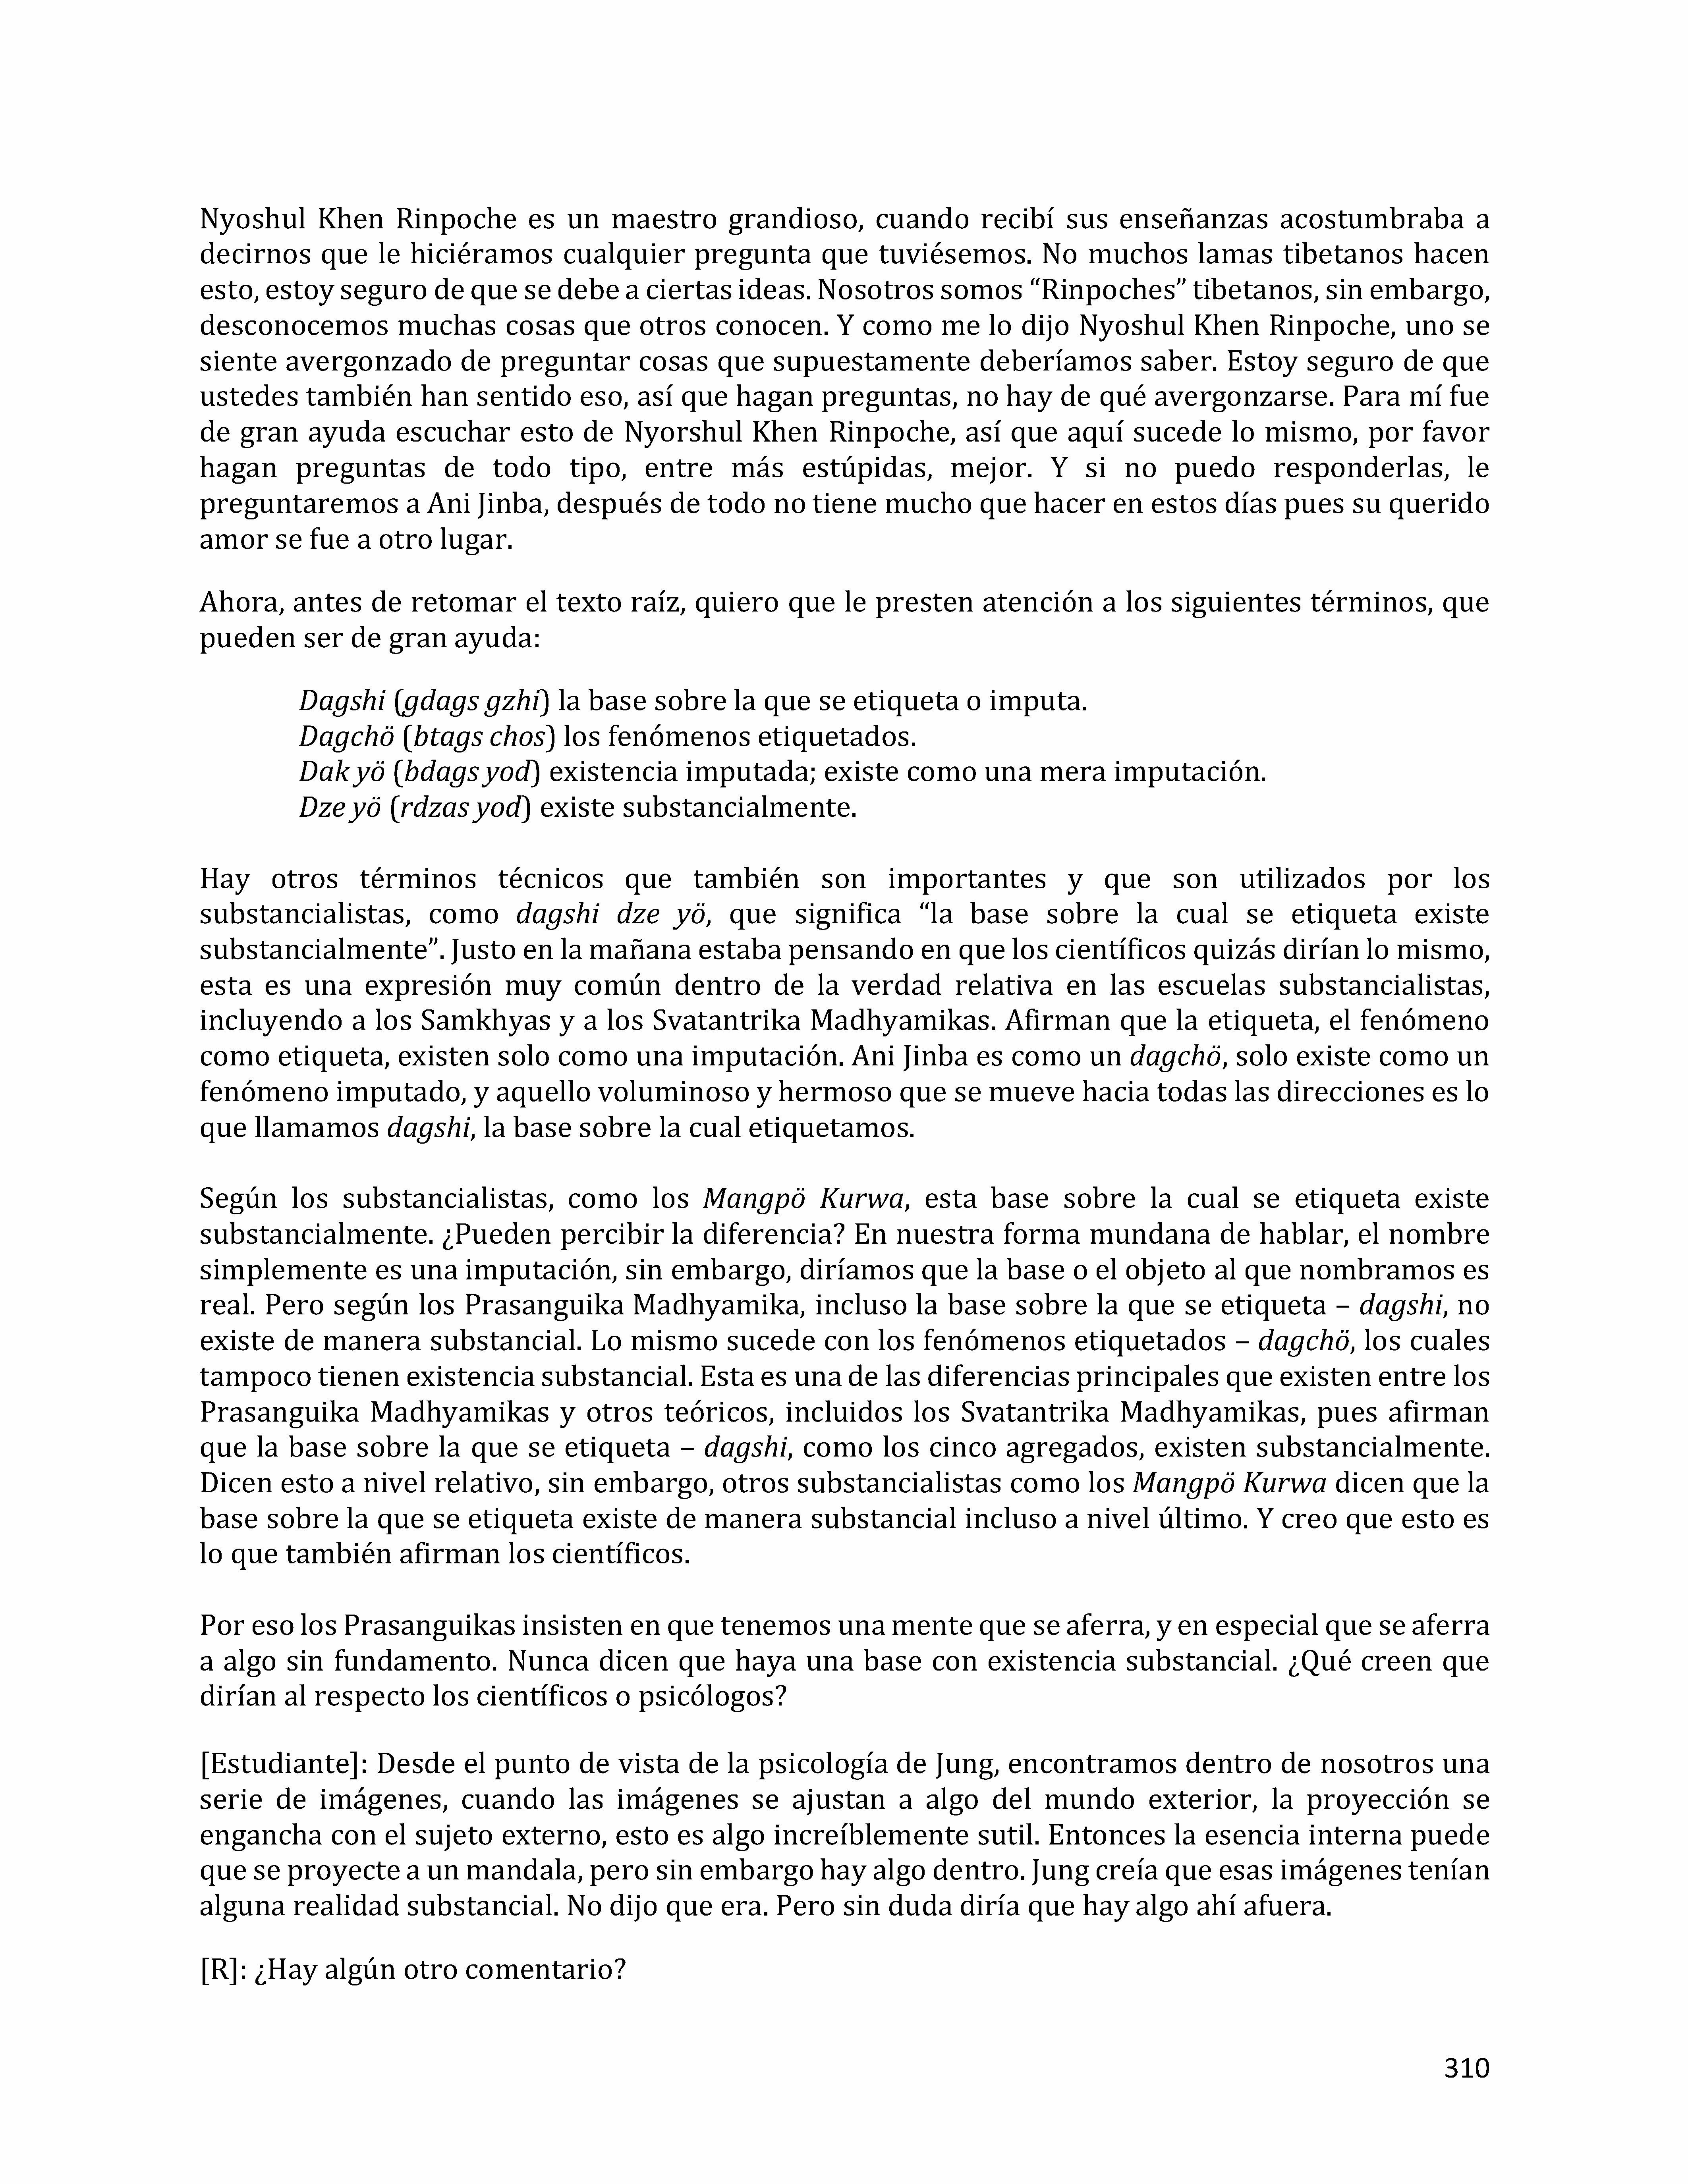 Nyoshul Khen Rinpoche es un maestro grandioso, cuando recibí sus enseñanzas acostumbraba a
decirnos que le hiciéramos cualquier pregunta que tuviésemos. No muchos lamas tibetanos hacen
esto, estoy seguro de que se debe a ciertas ideas. Nosotros somos “Rinpoches” tibetanos, sin embargo,
desconocemos muchas cosas que otros conocen. Y como me lo dijo Nyoshul Khen Rinpoche, uno se
siente avergonzado de preguntar cosas que supuestamente deberíamos saber. Estoy seguro de que
ustedes también han sentido eso, así que hagan preguntas, no hay de qué avergonzarse. Para mí fue
de gran ayuda escuchar esto de Nyorshul Khen Rinpoche, así que aquí sucede lo mismo, por favor
hagan preguntas de todo tipo, entre más estúpidas, mejor. Y si no puedo responderlas, le
preguntaremos a Ani Jinba, después de todo no tiene mucho que hacer en estos días pues su querido
amor se fue a otro lugar.
Ahora, antes de retomar el texto raíz, quiero que le presten atención a los siguientes términos, que
pueden ser de gran ayuda:
Dagshi (gdags gzhi) la base sobre la que se etiqueta o imputa.
Dagchö (btags chos) los fenómenos etiquetados.
Dak yö (bdags yod) existencia imputada; existe como una mera imputación.
Dze yö (rdzas yod) existe substancialmente.
Hay otros términos técnicos que también son importantes y que son utilizados por los
substancialistas, como dagshi dze yö, que significa “la base sobre la cual se etiqueta existe
substancialmente”. Justo en la mañana estaba pensando en que los científicos quizás dirían lo mismo,
esta es una expresión muy común dentro de la verdad relativa en las escuelas substancialistas,
incluyendo a los Samkhyas y a los Svatantrika Madhyamikas. Afirman que la etiqueta, el fenómeno
como etiqueta, existen solo como una imputación. Ani Jinba es como un dagchö, solo existe como un
fenómeno imputado, y aquello voluminoso y hermoso que se mueve hacia todas las direcciones es lo
que llamamos dagshi, la base sobre la cual etiquetamos.
Según los substancialistas, como los Mangpö Kurwa, esta base sobre la cual se etiqueta existe
substancialmente. ¿Pueden percibir la diferencia? En nuestra forma mundana de hablar, el nombre
simplemente es una imputación, sin embargo, diríamos que la base o el objeto al que nombramos es
real. Pero según los Prasanguika Madhyamika, incluso la base sobre la que se etiqueta – dagshi, no
existe de manera substancial. Lo mismo sucede con los fenómenos etiquetados – dagchö, los cuales
tampoco tienen existencia substancial. Esta es una de las diferencias principales que existen entre los
Prasanguika Madhyamikas y otros teóricos, incluidos los Svatantrika Madhyamikas, pues afirman
que la base sobre la que se etiqueta – dagshi, como los cinco agregados, existen substancialmente.
Dicen esto a nivel relativo, sin embargo, otros substancialistas como los Mangpö Kurwa dicen que la
base sobre la que se etiqueta existe de manera substancial incluso a nivel último. Y creo que esto es
lo que también afirman los científicos.
Por eso los Prasanguikas insisten en que tenemos una mente que se aferra, y en especial que se aferra
a algo sin fundamento. Nunca dicen que haya una base con existencia substancial. ¿Qué creen que
dirían al respecto los científicos o psicólogos?
[Estudiante]: Desde el punto de vista de la psicología de Jung, encontramos dentro de nosotros una
serie de imágenes, cuando las imágenes se ajustan a algo del mundo exterior, la proyección se
engancha con el sujeto externo, esto es algo increíblemente sutil. Entonces la esencia interna puede
que se proyecte a un mandala, pero sin embargo hay algo dentro. Jung creía que esas imágenes tenían
alguna realidad substancial. No dijo que era. Pero sin duda diría que hay algo ahí afuera.
[R]: ¿Hay algún otro comentario?
310